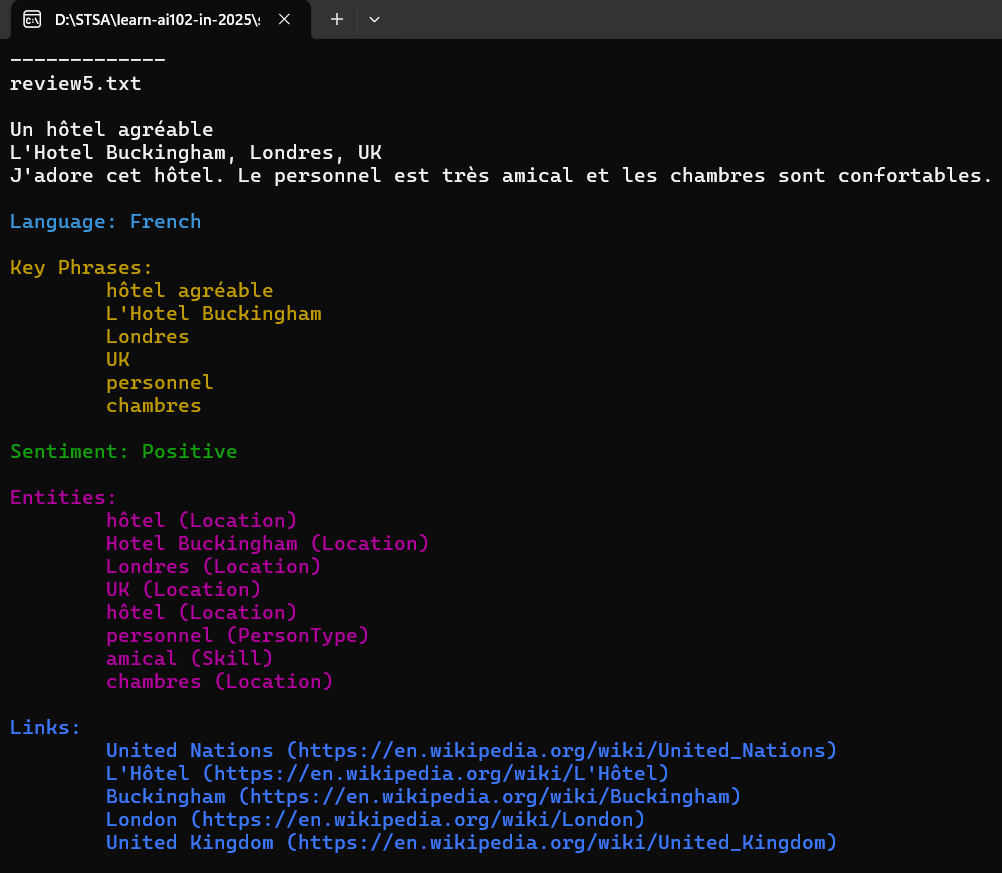 D:\STSA\learn-ai102-in-2025\s
-------------
review5.txt
Un hôtel agréable
L'Hotel Buckingham, Londres, UK
J'adore cet hôtel. Le personnel est très amical et les chambres sont confortables.
Language: French
Key Phrases:
hôtel agréable
L'Hotel Buckingham
Londres
UK
personnel
chambres
Sentiment: Positive
Entities:
hôtel (Location)
Hotel Buckingham (Location)
Londres (Location)
UK (Location)
hôtel (Location)
personnel (PersonType)
amical (Skill)
chambres (Location)
Links:
United Nations (https://en.wikipedia.org/wiki/United_Nations)
L'Hôtel (https://en.wikipedia.org/wiki/L'Hôtel)
Buckingham (https://en.wikipedia.org/wiki/Buckingham)
London (https://en.wikipedia.org/wiki/London)
United Kingdom (https://en.wikipedia.org/wiki/United_Kingdom)